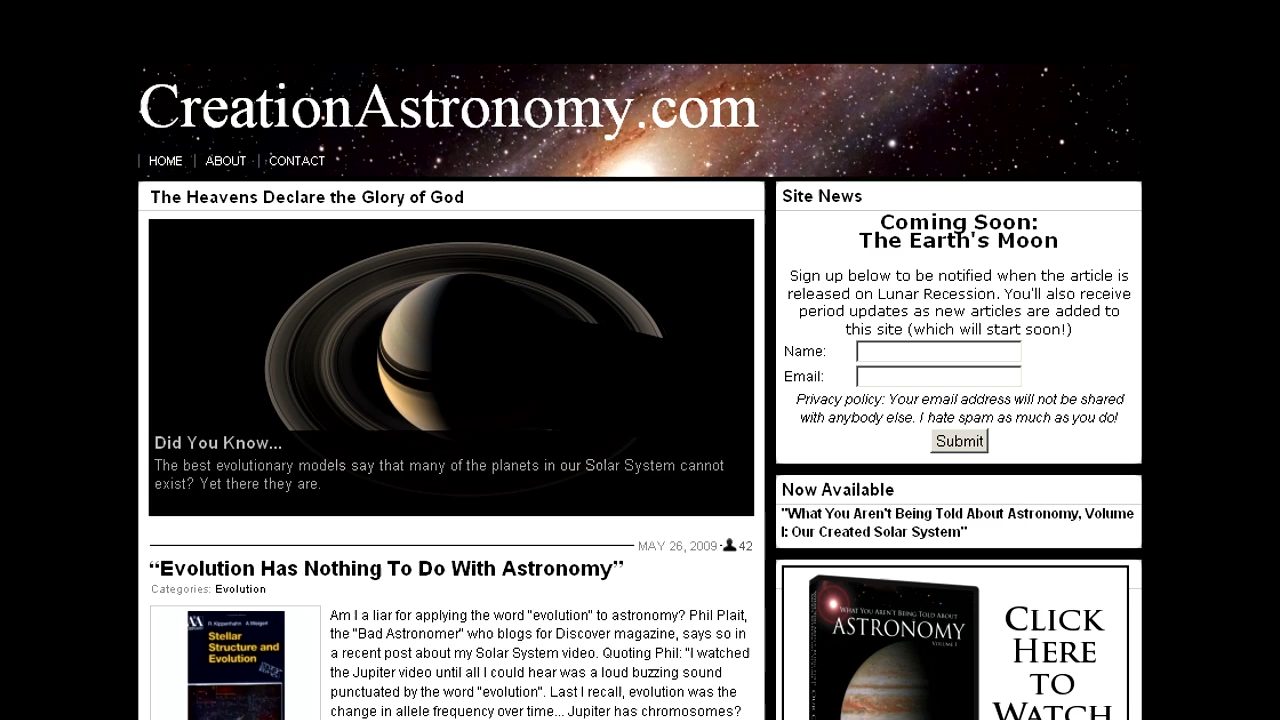 CreationAstronomy.com
HOME
ABOUT
CONTACT
The Heavens Declare the Glory of God
Did You Know...
The best evolutionary models say that many of the planets in our Solar System cannot
exist? Yet there they are.
MAY 26, 2009
42
“Evolution Has Nothing To Do With Astronomy”
Categories: Evolution
R. Kippenhahn A. Weigert
Stellar
Structure and
Evolution
Am I a liar for applying the word "evolution" to astronomy? Phil Plait,
the "Bad Astronomer" who blogs for Discover magazine, says so in
a recent post about my Solar System video. Quoting Phil: "I watched
the Jupiter video until all I could hear was a loud buzzing sound
punctuated by the word "evolution". Last I recall, evolution was the
change in allele frequency over time... Jupiter has chromosomes?
Site News
Coming Soon:
The Earth's Moon
Sign up below to be notified when the article is
released on Lunar Recession. You'll also receive
period updates as new articles are added to
this site (which will start soon!)
Name:
Email:
Privacy policy: Your email address will not be shared
with anybody else. I hate spam as much as you do!
Submit
Now Available
"What You Aren't Being Told About Astronomy, Volume
I: Our Created Solar System"
WHAT YOU AREN'T BEING TOLD ABOUT
ASTRONOMY
VOLUME I
CLICK
HERE
TO
WATCH